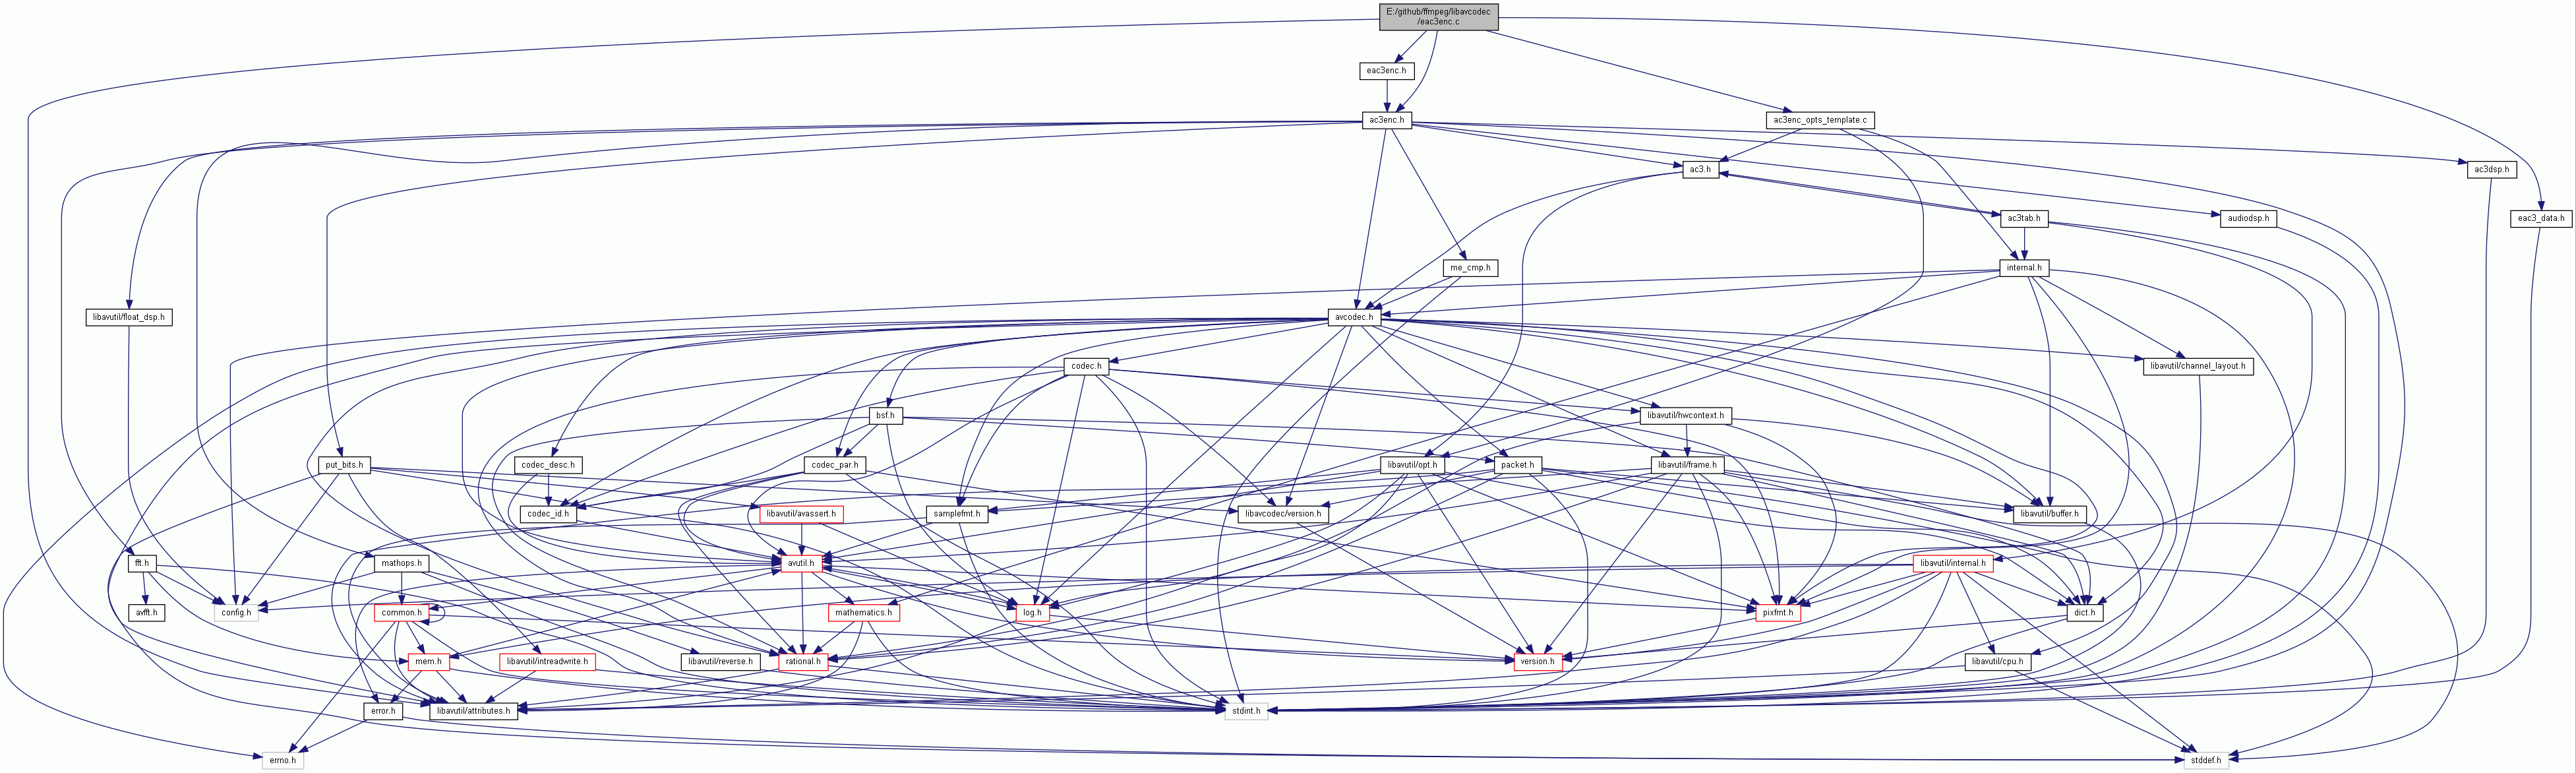 E:/github/ffmpeg/libavcodec
/eac3enc.c
eac3enc.h
ac3enc.h
ac3enc_opts_template.c
ac3.h
ac3dsp.h
ac3tab.h
audiodsp.h
eac3_data.h
me_cmp.h
internal.h
libavutil/float_dsp.h
avcodec.h
codec.h
libavutil/channel_layout.h
bsf.h
libavutil/hwcontext.h
put_bits.h
codec_desc.h
codec_par.h
libavutil/opt.h
packet.h
libavutil/frame.h
codec_id.h
libavutil/avassert.h
samplefmt.h
libavcodec/version.h
libavutil/buffer.h
fft.h
mathops.h
avutil.h
libavutil/internal.h
avfft.h
config.h
common.h
mathematics.h
log.h
pixfmt.h
dict.h
mem.h
libavutil/intreadwrite.h
libavutil/reverse.h
rational.h
version.h
libavutil/cpu.h
error.h
libavutil/attributes.h
stdint.h
errno.h
stddef.h